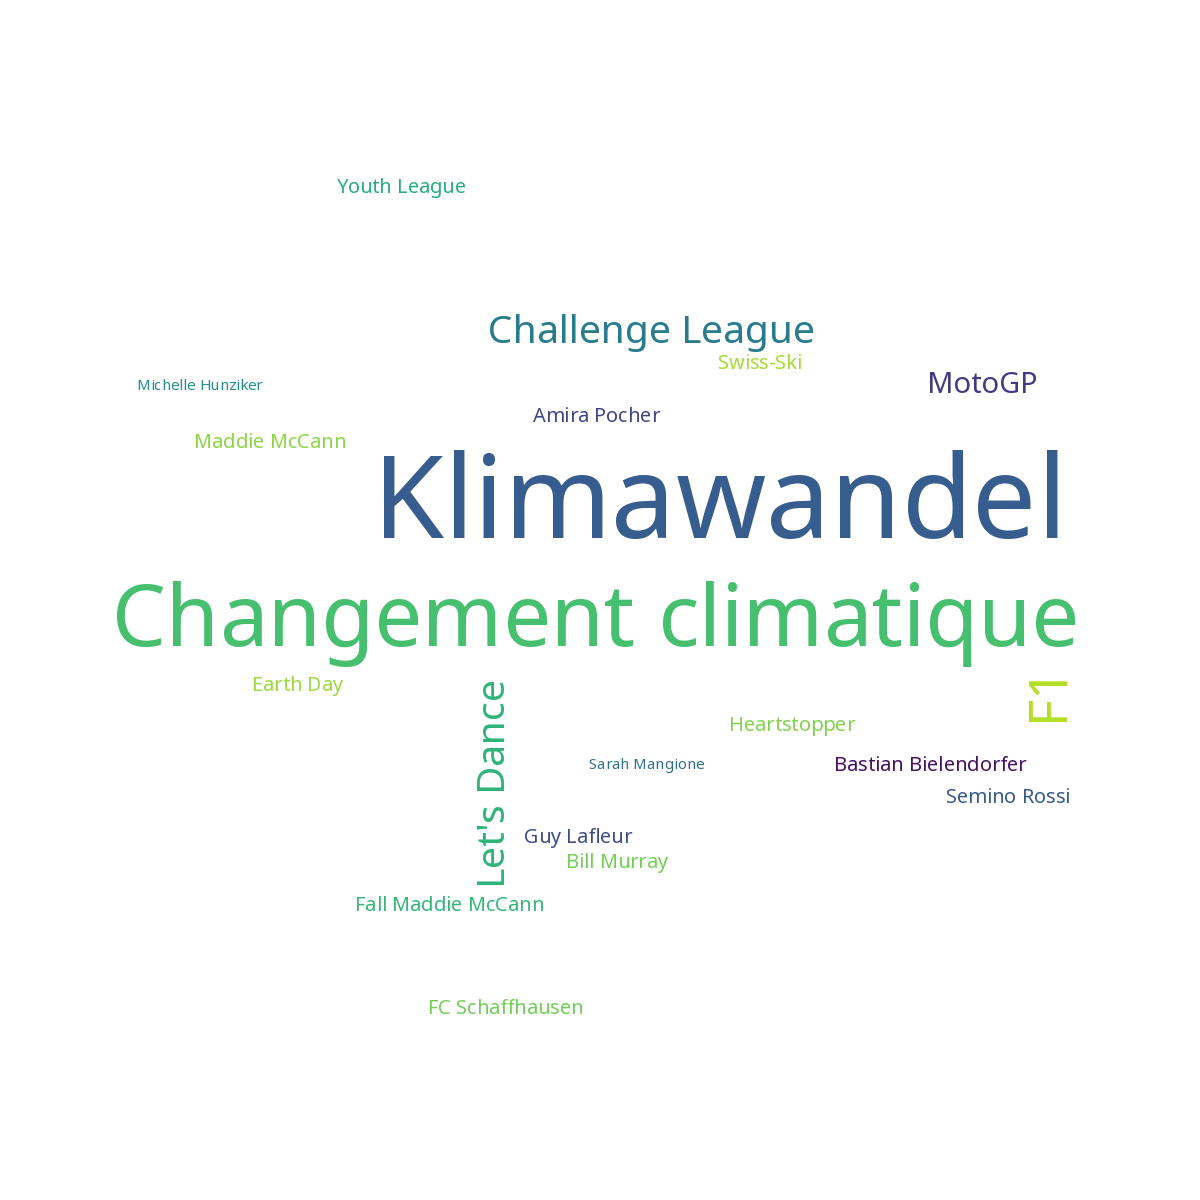 Youth League
Challenge League
Swiss-Ski
MotoGP
Michelle Hunziker
Amira Pocher
Maddie McCann
Klimawandel
Changement climatique
Earth Day
Let's Dance
F1
Heartstopper
Sarah Mangione
Bastian Bielendorfer
Semino Rossi
Guy Lafleur
Bill Murray
Fall Maddie McCann
FC Schaffhausen